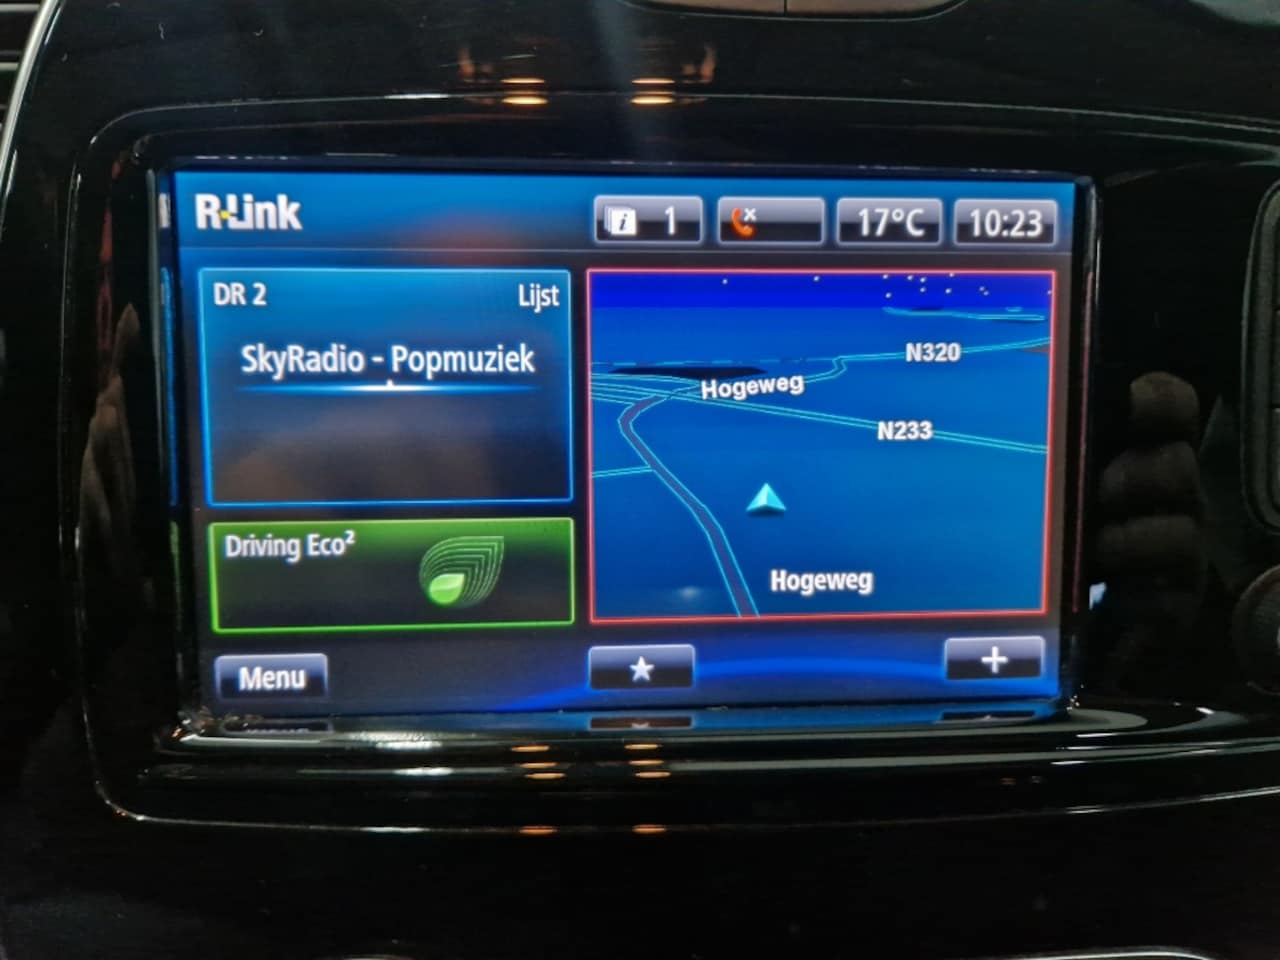 R-Link
1
17°C
10:23
DR 2
Lijst
SkyRadio - Popmuziek
N320
Hogeweg
N233
Driving Eco²
Hogeweg
Menu